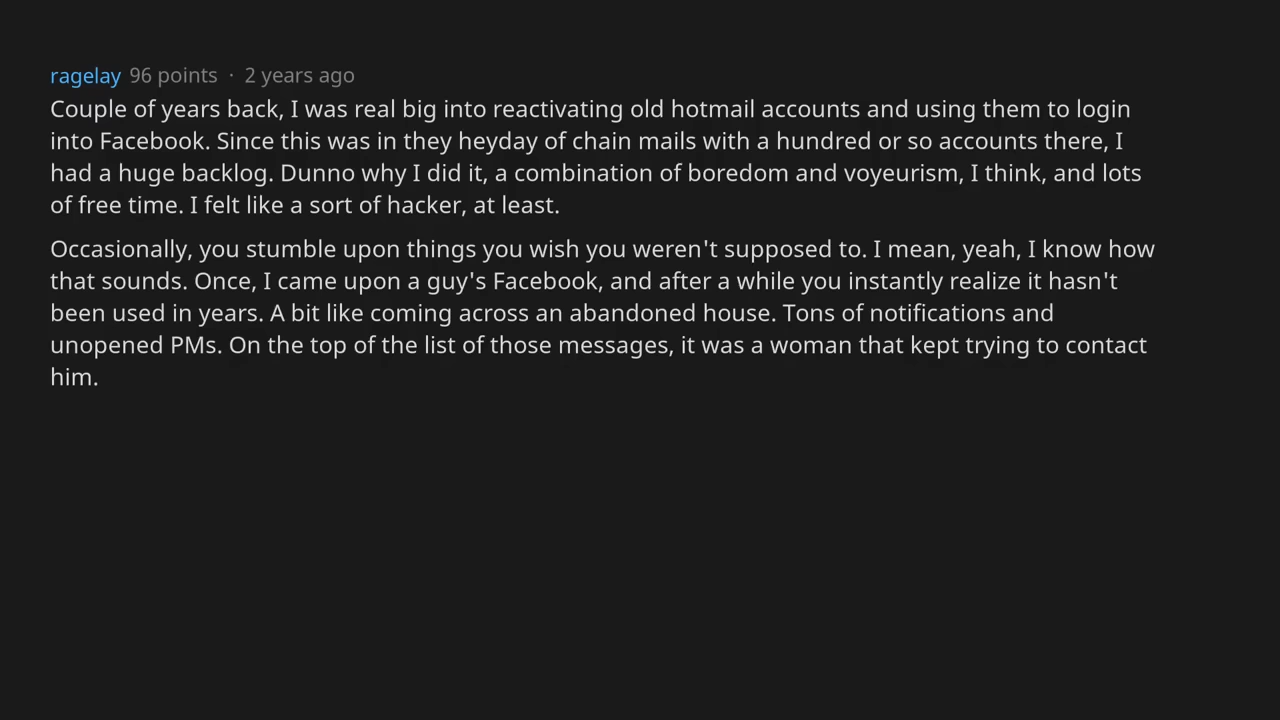 ragelay 96 points · 2 years ago
Couple of years back, I was real big into reactivating old hotmail accounts and using them to login
into Facebook. Since this was in they heyday of chain mails with a hundred or so accounts there, I
had a huge backlog. Dunno why I did it, a combination of boredom and voyeurism, I think, and lots
of free time. I felt like a sort of hacker, at least.
Occasionally, you stumble upon things you wish you weren't supposed to. I mean, yeah, I know how
that sounds. Once, I came upon a guy's Facebook, and after a while you instantly realize it hasn't
been used in years. A bit like coming across an abandoned house. Tons of notifications and
unopened PMs. On the top of the list of those messages, it was a woman that kept trying to contact
him.